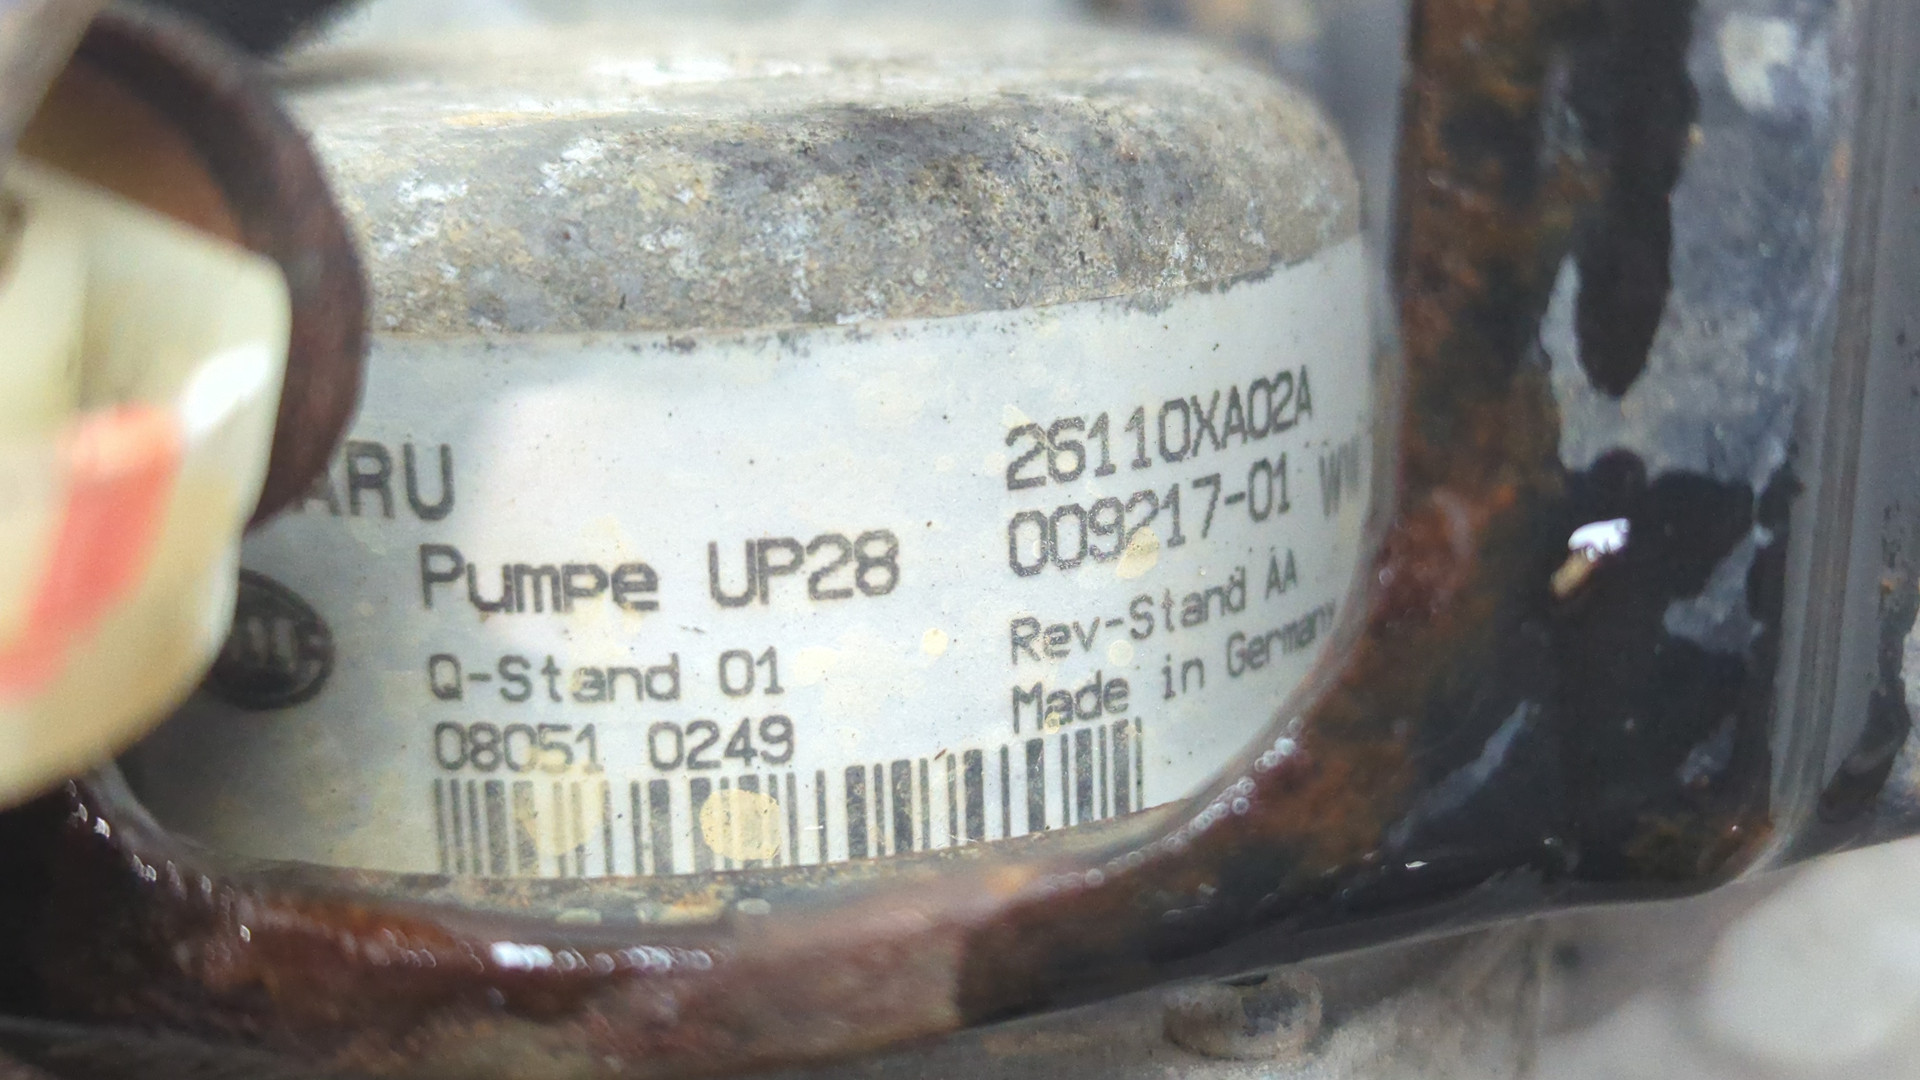 ARU
Pumpe UP28
Q-Stand 01
08051 0249
26110XA02A
009217-01
Rev-Stand AA
Made in Germany